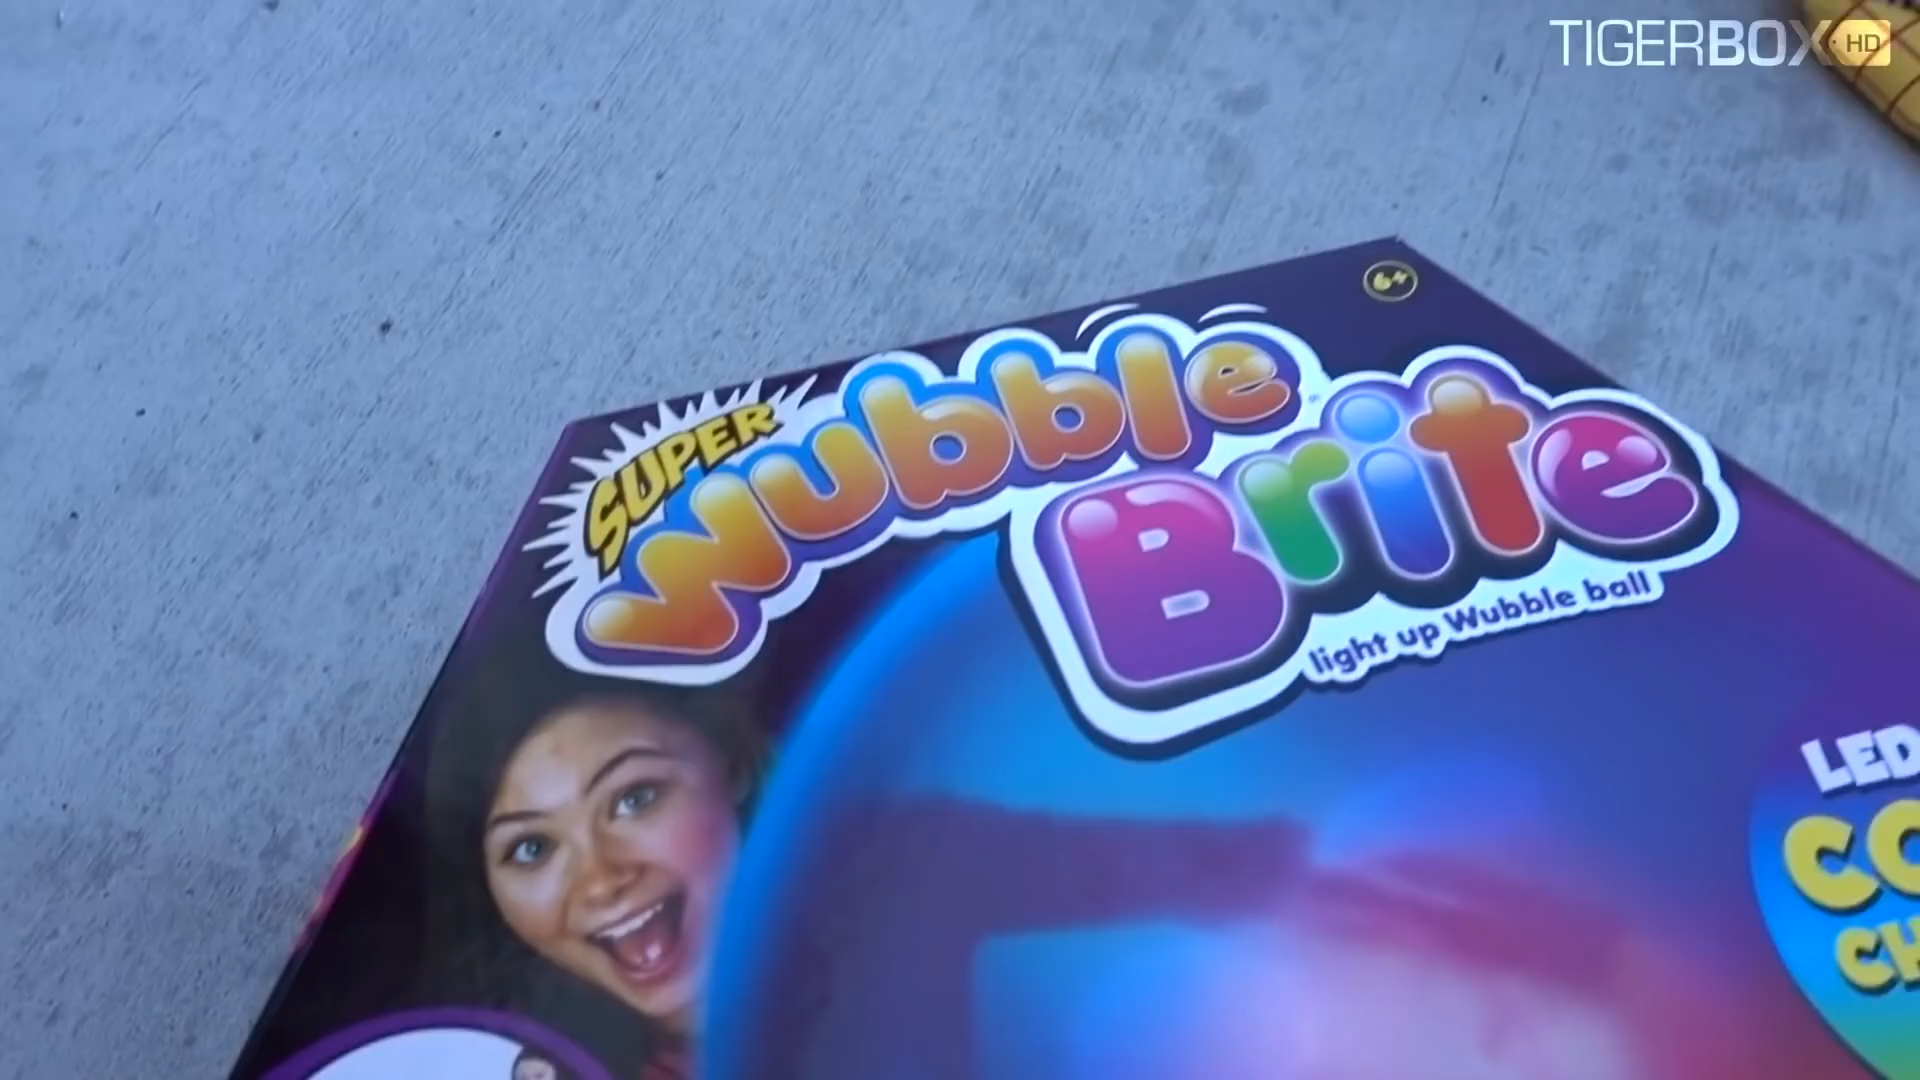 TIGERBOX HD
6+
SUPER
Wubble
Brite
light up Wubble ball
LED